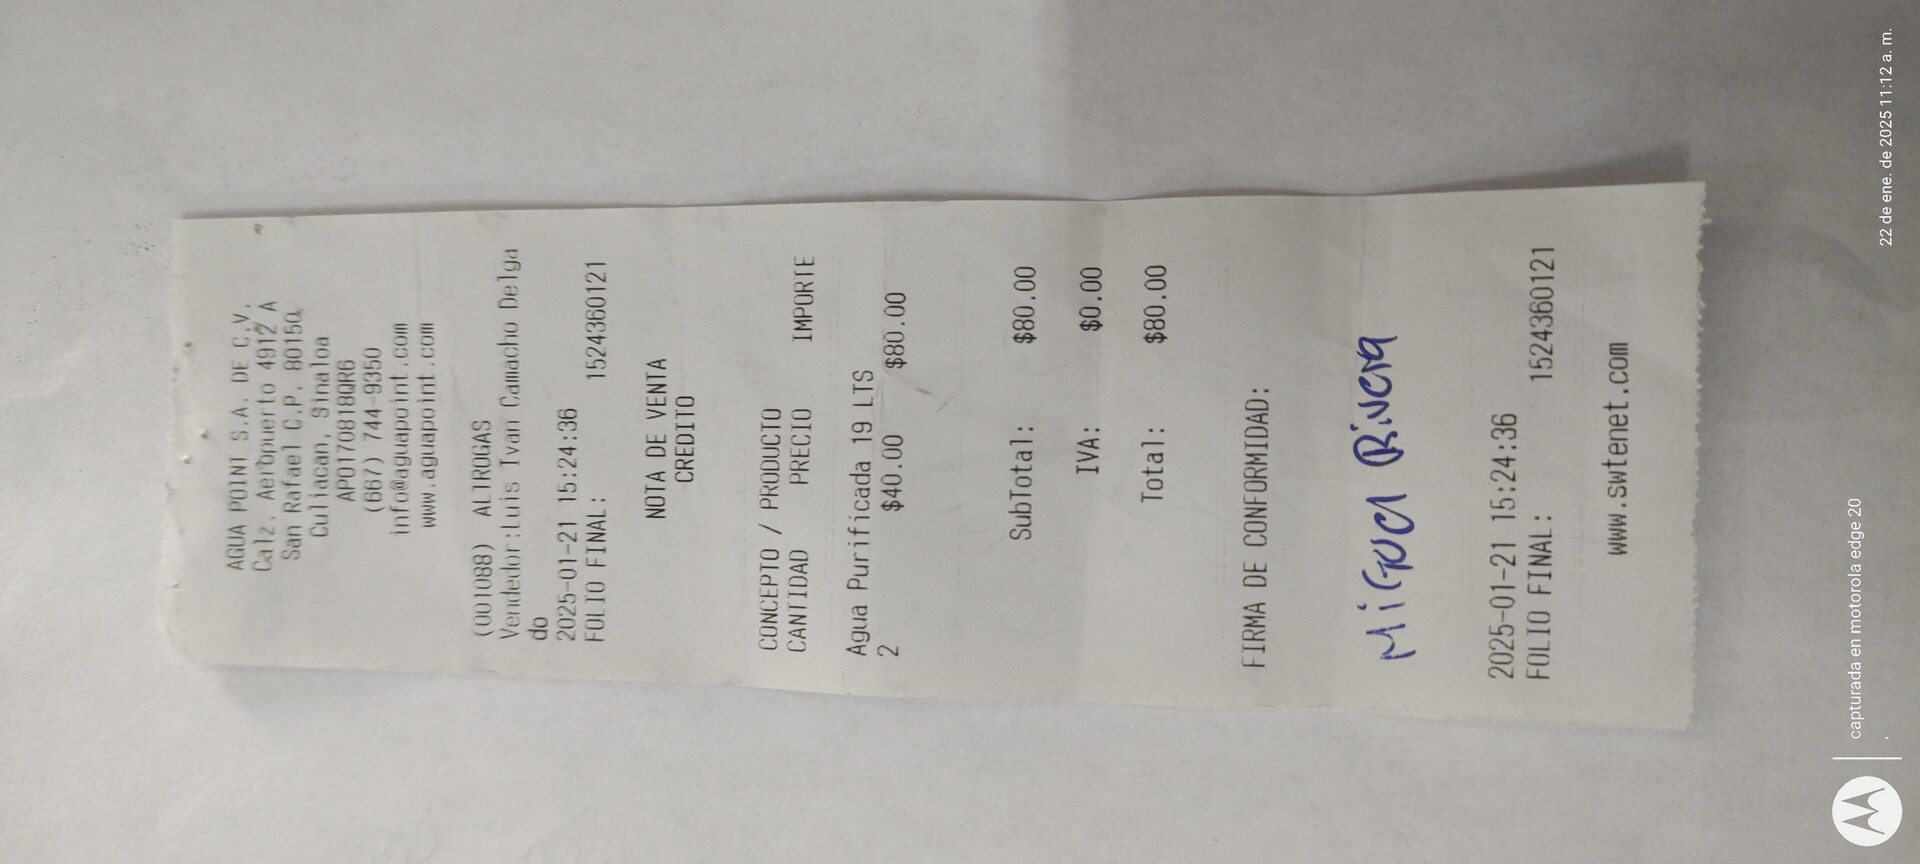 AGUA POINT S.A. DE C.V.
Calz. Aeropuerto 4912 A
San Rafael C.P. 80150,
Culiacan, Sinaloa
APO170818QR6
(667) 744-9350
info@aguapoint.com
www.aguapoint.com
(001088) ALTROGAS
Vendedor:Luis Ivan Camacho Delga
do
2025-01-21 15:24:36
FOLIO FINAL: 1524360121
NOTA DE VENTA
CREDITO
CONCEPTO / PRODUCTO
CANTIDAD PRECIO IMPORTE
Agua Purificada 19 LTS
2 $40.00 $80.00
SubTotal: $80.00
IVA: $0.00
Total: $80.00
FIRMA DE CONFORMIDAD:
Miguel Rivera
2025-01-21 15:24:36
FOLIO FINAL: 1524360121
www.swtenet.com
capturada en motorola edge 20
22 de ene. de 2025 11:12 a. m.